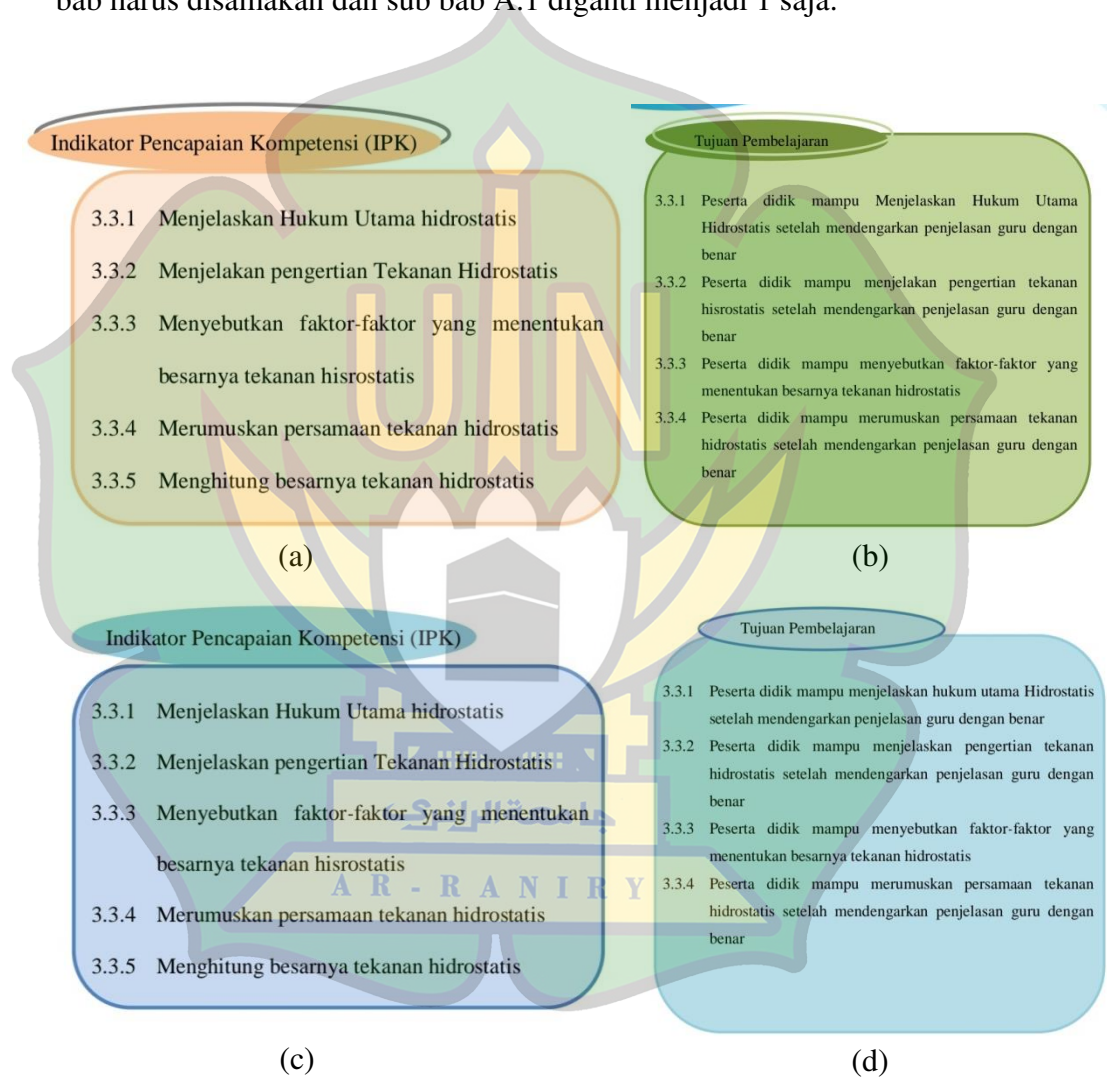 bab harus disamakan dan sub bab A.1 diganti menjadi 1 saja.
Indikator Pencapaian Kompetensi (IPK)
3.3.1 Menjelaskan Hukum Utama hidrostatis
3.3.2 Menjelakan pengertian Tekanan Hidrostatis
3.3.3 Menyebutkan faktor-faktor yang menentukan
besarnya tekanan hisrostatis
3.3.4 Merumuskan persamaan tekanan hidrostatis
3.3.5 Menghitung besarnya tekanan hidrostatis
(a)
Tujuan Pembelajaran
3.3.1 Peserta didik mampu Menjelaskan Hukum Utama
Hidrostatis setelah mendengarkan penjelasan guru dengan
benar
3.3.2 Peserta didik mampu menjelakan pengertian tekanan
hisrostatis setelah mendengarkan penjelasan guru dengan
benar
3.3.3 Peserta didik mampu menyebutkan faktor-faktor yang
menentukan besarnya tekanan hidrostatis
3.3.4 Peserta didik mampu merumuskan persamaan tekanan
hidrostatis setelah mendengarkan penjelasan guru dengan
benar
(b)
Indikator Pencapaian Kompetensi (IPK)
3.3.1 Menjelaskan Hukum Utama hidrostatis
3.3.2 Menjelaskan pengertian Tekanan Hidrostatis
3.3.3 Menyebutkan faktor-faktor yang menentukan
besarnya tekanan hisrostatis
3.3.4 Merumuskan persamaan tekanan hidrostatis
3.3.5 Menghitung besarnya tekanan hidrostatis
(c)
Tujuan Pembelajaran
3.3.1 Peserta didik mampu menjelaskan hukum utama Hidrostatis
setelah mendengarkan penjelasan guru dengan benar
3.3.2 Peserta didik mampu menjelaskan pengertian tekanan
hidrostatis setelah mendengarkan penjelasan guru dengan
benar
3.3.3 Peserta didik mampu menyebutkan faktor-faktor yang
menentukan besarnya tekanan hidrostatis
3.3.4 Peserta didik mampu merumuskan persamaan tekanan
hidrostatis setelah mendengarkan penjelasan guru dengan
benar
(d)
UIN
جامعة الرانري
AR-RANIRY